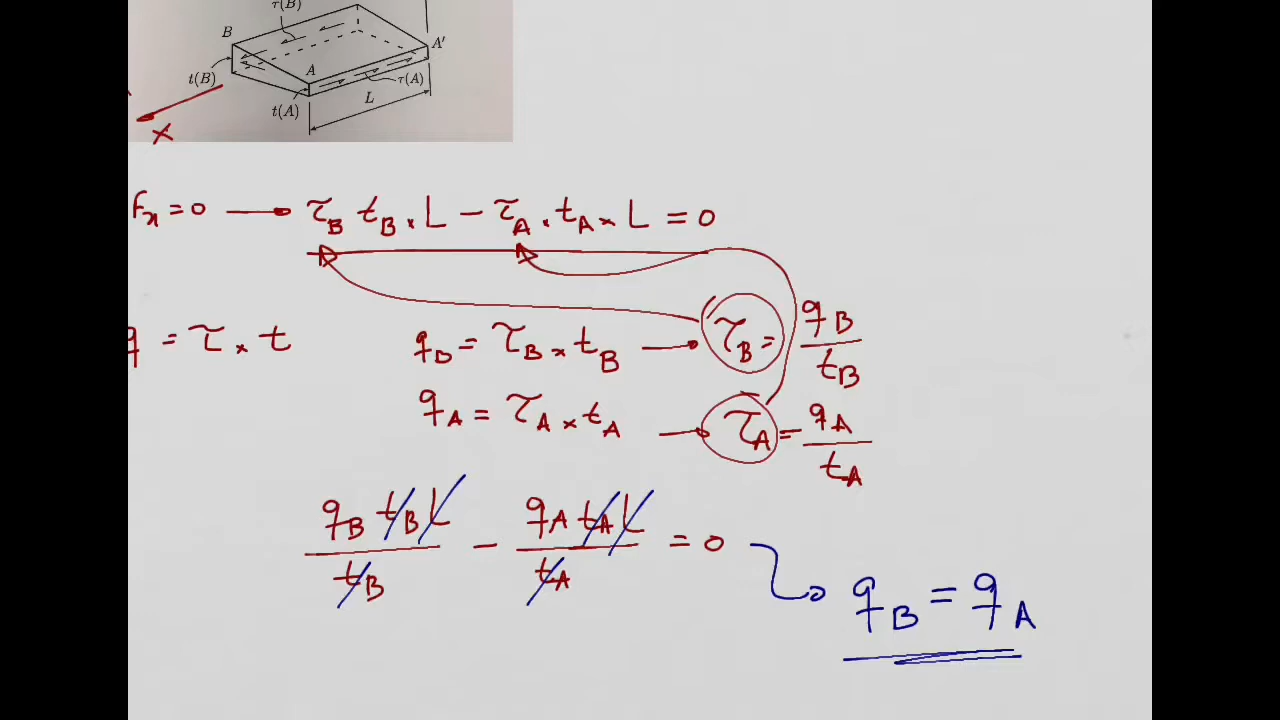 τ(B)
B
A'
A
t(B)
τ(A)
L
t(A)
x
Fx = 0 → τB tB × L − τA × tA × L = 0
q = τ × t
qB = τB × tB → τB = qB/tB
qA = τA × tA → τA = qA/tA
qB tB L / tB − qA tA L / tA = 0
qB = qA